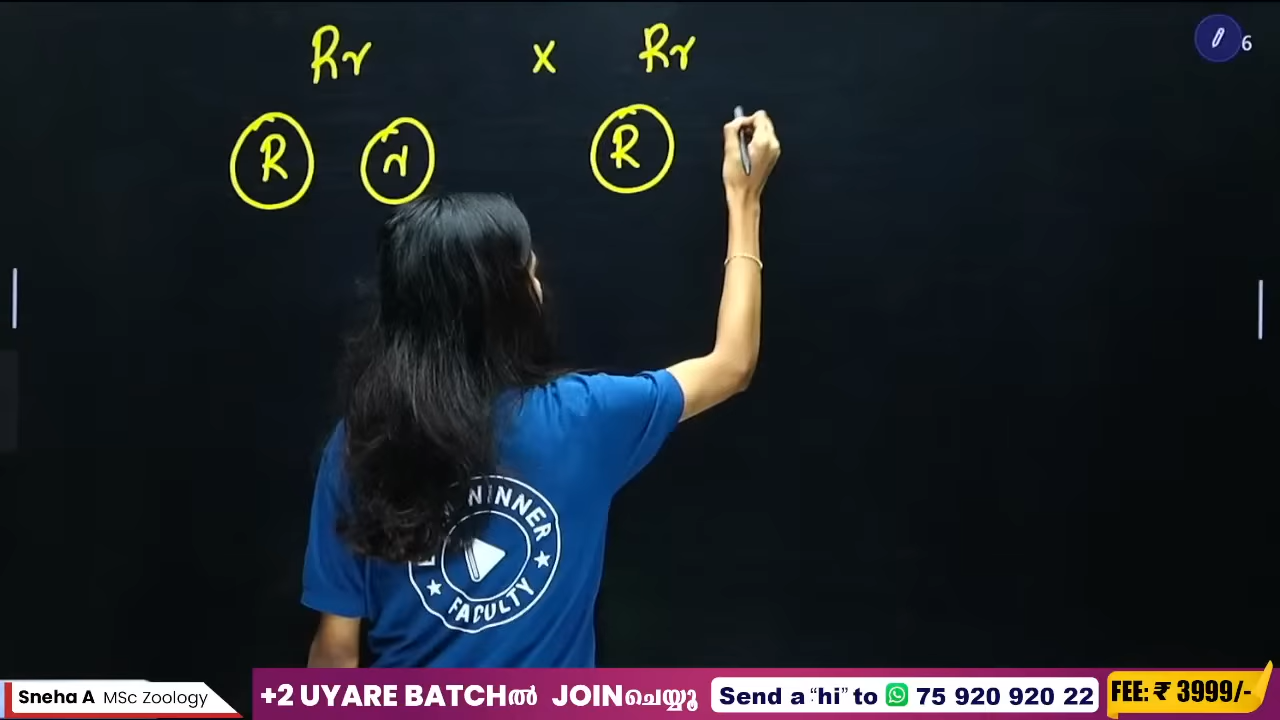 Rr x Rr
6
R r R
WINNER
FACULTY
Sneha A MSc Zoology
+2 UYARE BATCHൽ JOINചെയ്യൂ
Send a “hi” to 75 920 920 22
FEE: ₹ 3999/-